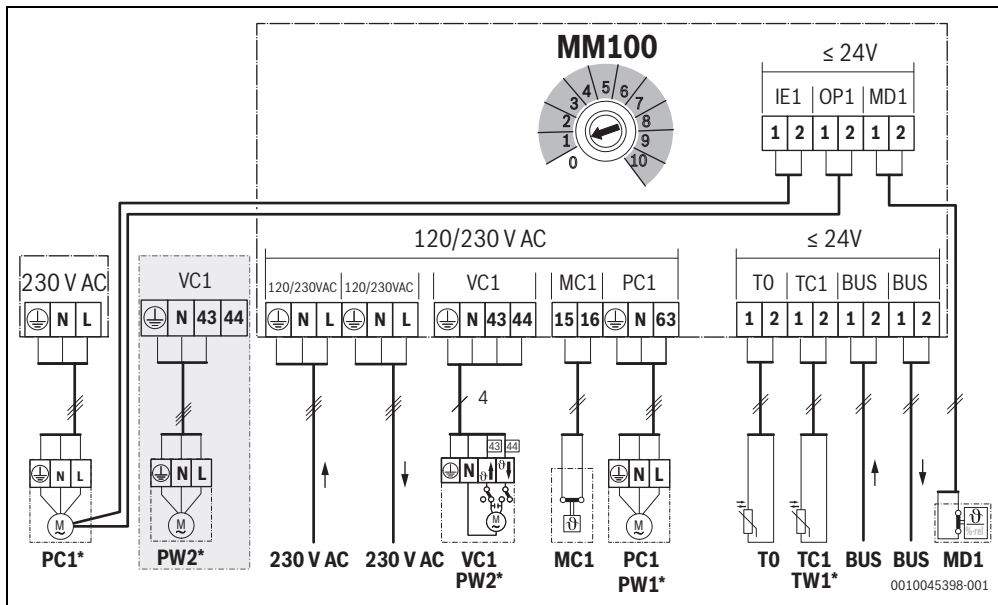 MM100
0 1 2 3 4 5 6 7 8 9 10
≤ 24V
IE1 OP1 MD1
1 2 1 2 1 2
120/230 V AC
≤ 24V
230 V AC
VC1
120/230VAC 120/230VAC
VC1
MC1
PC1
T0 TC1 BUS BUS
N L
N 43 44
N L
N L
N 43 44
15 16
N 63
1 2 1 2 1 2 1 2
4
43 44
N L
N L
N ϑ ϑ
N L
M
~
M
~
M
~
ϑ
M
~
ϑ
%-rel
PC1*
PW2*
230 V AC
230 V AC
VC1
PW2*
MC1
PC1
PW1*
T0
TC1
TW1*
BUS
BUS
MD1
0010045398-001